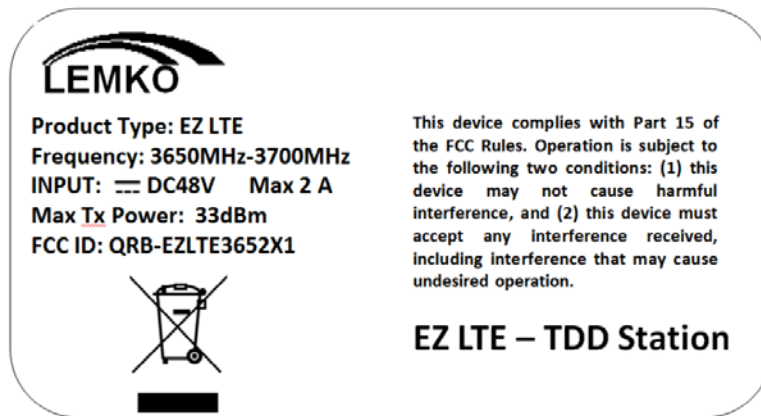 LEMKO
Product Type: EZ LTE
Frequency: 3650MHz-3700MHz
INPUT: ⎓ DC48V Max 2 A
Max Tx Power: 33dBm
FCC ID: QRB-EZLTE3652X1
This device complies with Part 15 of
the FCC Rules. Operation is subject to
the following two conditions: (1) this
device may not cause harmful
interference, and (2) this device must
accept any interference received,
including interference that may cause
undesired operation.
EZ LTE – TDD Station